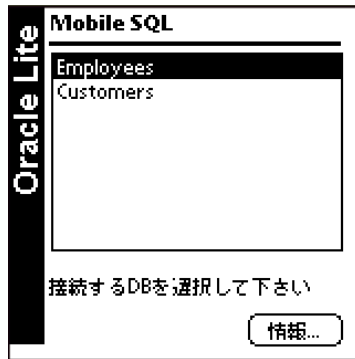 Oracle Lite
Mobile SQL
Employees
Customers
接続するDBを選択して下さい
情報...